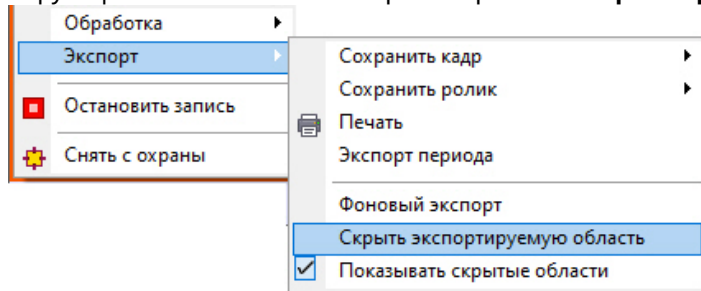 Обработка
Экспорт
Остановить запись
Снять с охраны
Сохранить кадр
Сохранить ролик
Печать
Экспорт периода
Фоновый экспорт
Скрыть экспортируемую область
Показывать скрытые области